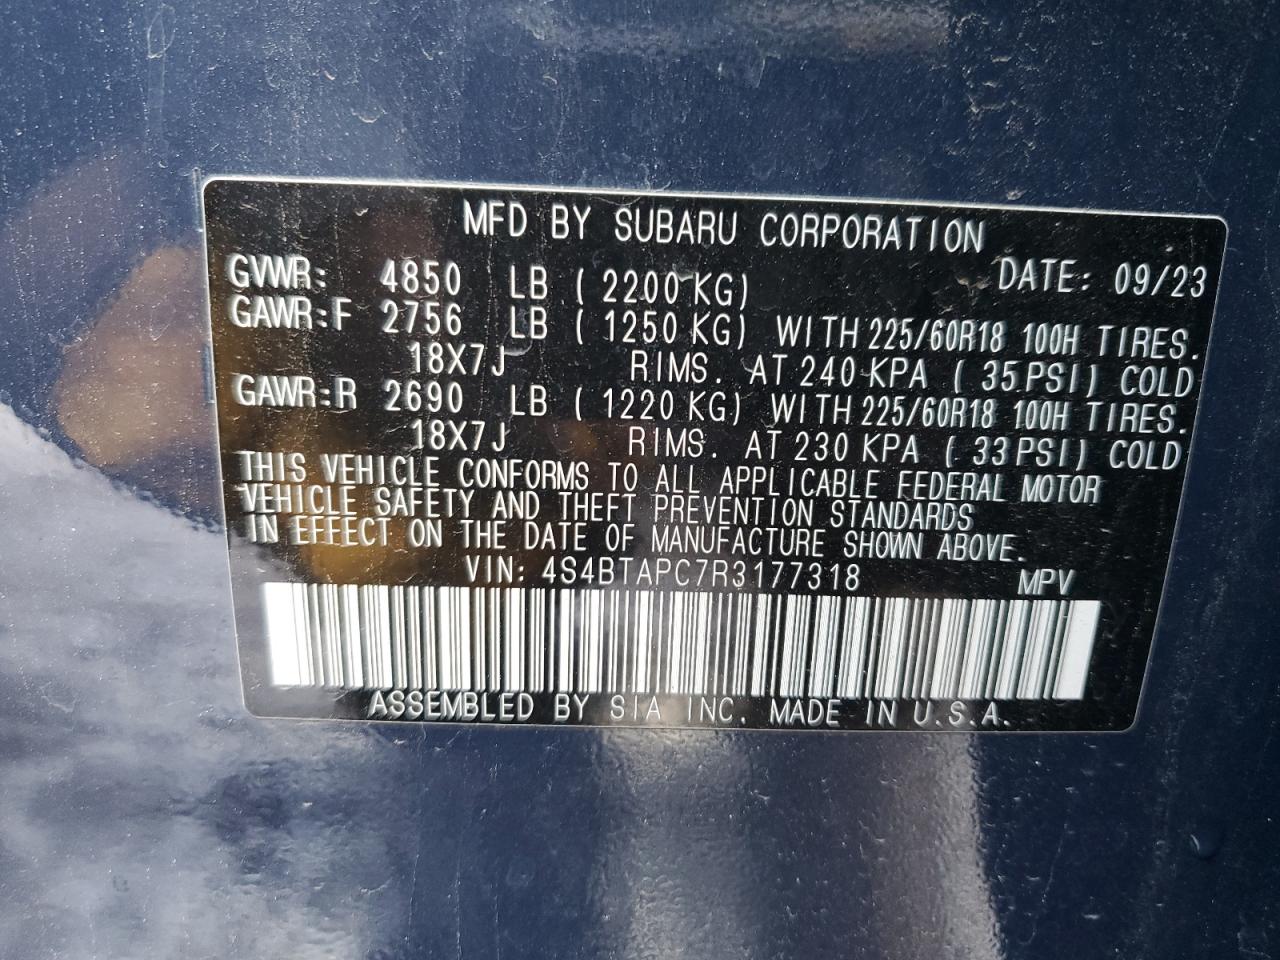 MFD BY SUBARU CORPORATION
GVWR: 4850 LB ( 2200 KG) DATE: 09/23
GAWR:F 2756 LB ( 1250 KG) WITH 225/60R18 100H TIRES.
18X7J RIMS. AT 240 KPA ( 35 PSI) COLD
GAWR:R 2690 LB ( 1220 KG) WITH 225/60R18 100H TIRES.
18X7J RIMS. AT 230 KPA ( 33 PSI) COLD
THIS VEHICLE CONFORMS TO ALL APPLICABLE FEDERAL MOTOR
VEHICLE SAFETY AND THEFT PREVENTION STANDARDS
IN EFFECT ON THE DATE OF MANUFACTURE SHOWN ABOVE.
VIN: 4S4BTAPC7R3177318 MPV
ASSEMBLED BY SIA INC. MADE IN U.S.A.